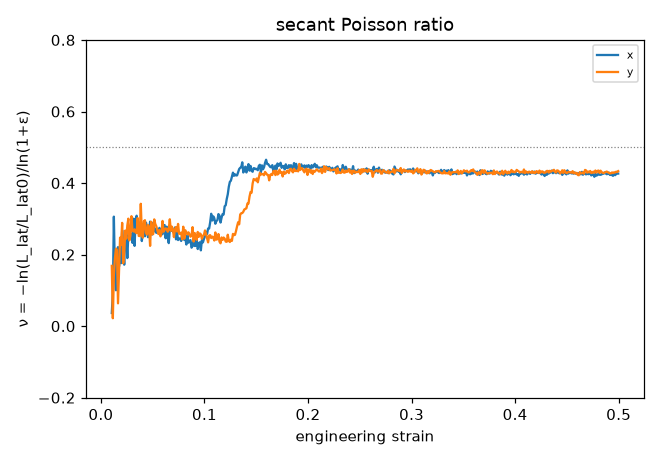 secant Poisson ratio
ν = −ln(L_lat/L_lat0)/ln(1+ε)
0.8
0.6
0.4
0.2
0.0
−0.2
x
y
0.0 0.1 0.2 0.3 0.4 0.5
engineering strain